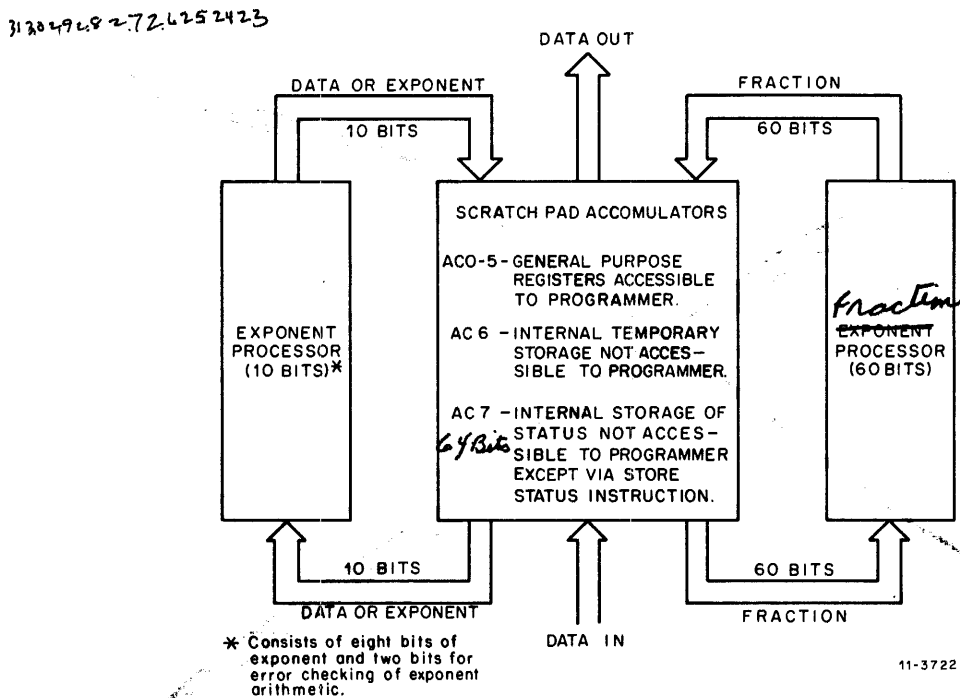 313029282726252423
DATA OUT
DATA OR EXPONENT
10 BITS
FRACTION
60 BITS
SCRATCH PAD ACCOMULATORS
AC0-5-GENERAL PURPOSE
REGISTERS ACCESSIBLE
TO PROGRAMMER.
AC 6 - INTERNAL TEMPORARY
STORAGE NOT ACCES-
SIBLE TO PROGRAMMER.
AC 7 - INTERNAL STORAGE OF
STATUS NOT ACCES-
64 Bits
SIBLE TO PROGRAMMER
EXCEPT VIA STORE
STATUS INSTRUCTION.
EXPONENT
PROCESSOR
(10 BITS)*
Fraction
EXPONENT
PROCESSOR
(60 BITS)
10 BITS
DATA OR EXPONENT
60 BITS
FRACTION
DATA IN
* Consists of eight bits of
exponent and two bits for
error checking of exponent
arithmetic.
11-3722